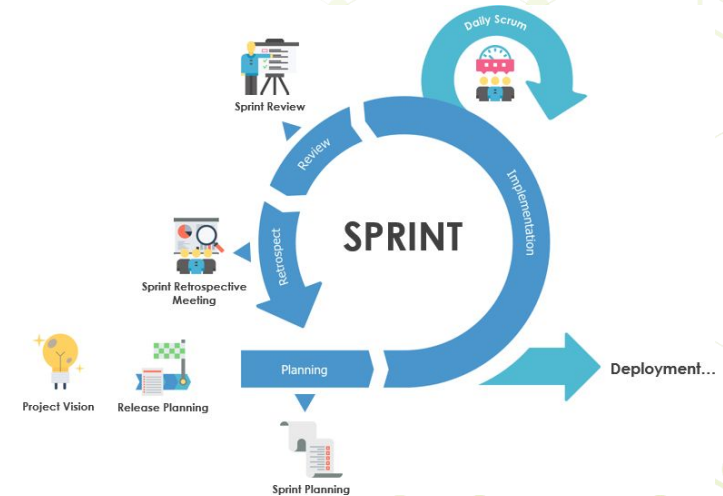 Daily Scrum
Sprint Review
Review
Implementation
SPRINT
Retrospect
Sprint Retrospective
Meeting
Project Vision
Release Planning
Planning
Deployment...
Sprint Planning